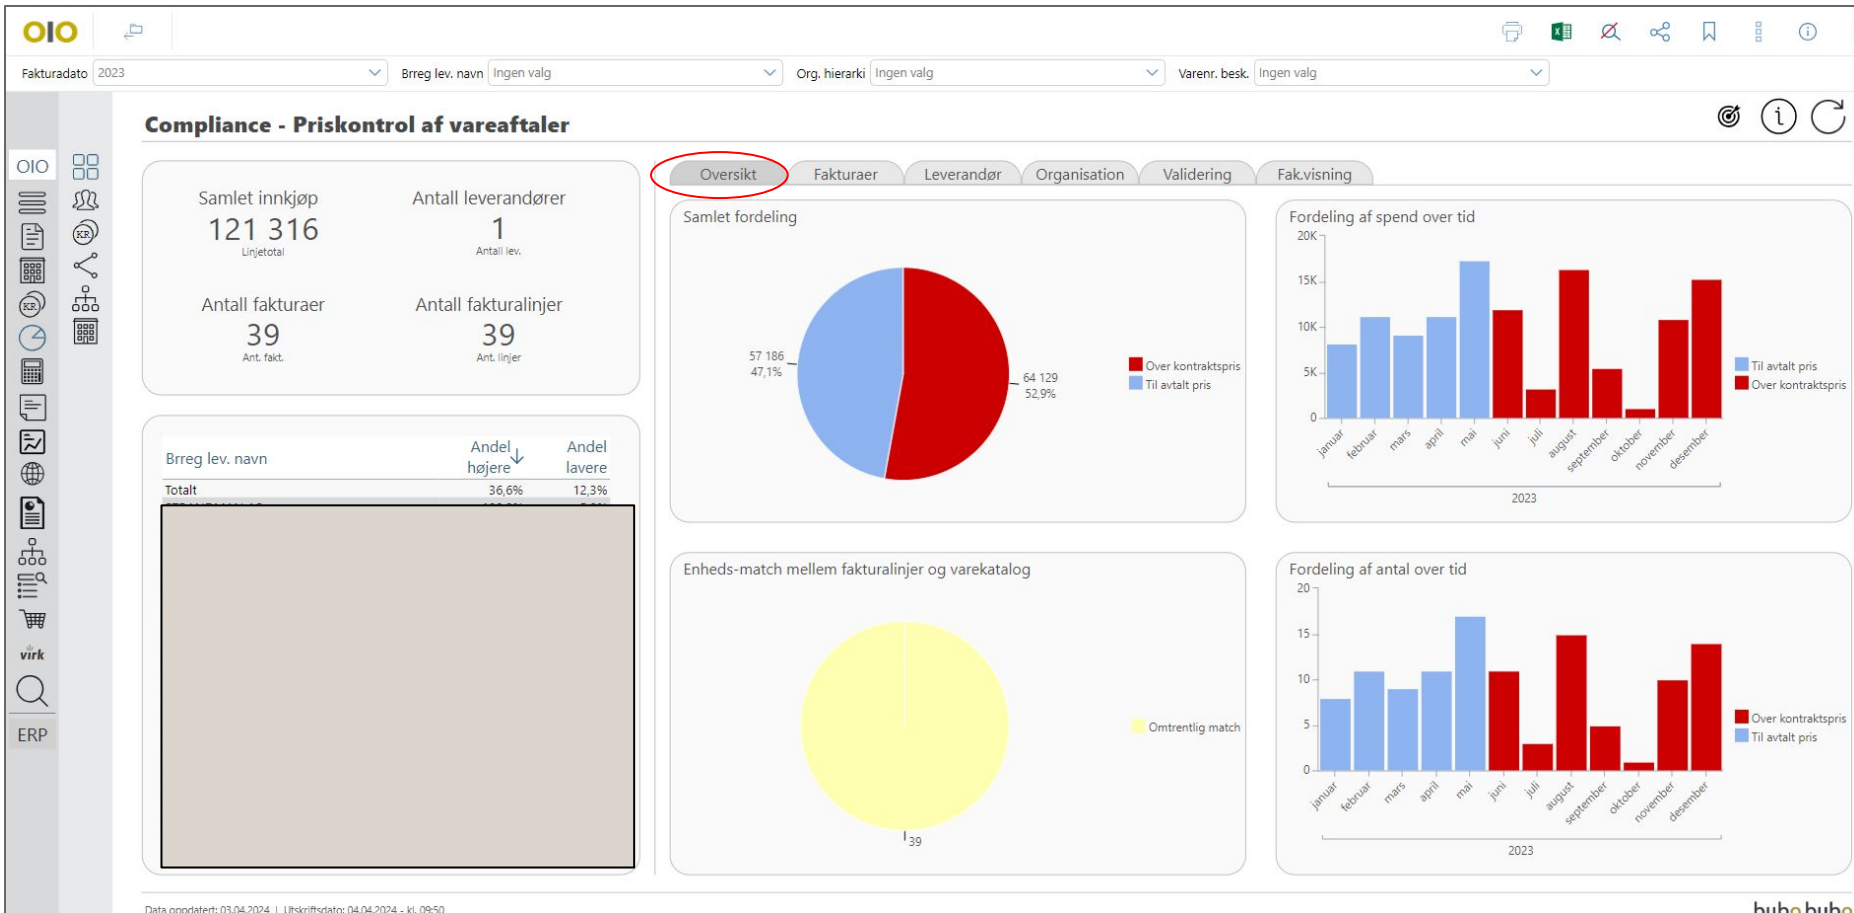 OIO
Fakturadato 2023 Brreg lev. navn Ingen valg Org. hierarki Ingen valg Varenr. besk. Ingen valg
Compliance - Priskontrol af vareaftaler
OIO
KR
KR
virk
ERP
Samlet innkjøp
121 316
Linjetotal
Antall leverandører
1
Antall lev.
Antall fakturaer
39
Ant. fakt.
Antall fakturalinjer
39
Ant. linjer
Brreg lev. navn Andel højere Andel lavere
Totalt 36,6% 12,3%
Oversikt Fakturaer Leverandør Organisation Validering Fak.visning
Samlet fordeling
57 186
47,1%
64 129
52,9%
Over kontraktspris
Til avtalt pris
Fordeling af spend over tid
20K
15K
10K
5K
0
januar februar mars april mai juni juli august september oktober november desember
2023
Til avtalt pris
Over kontraktspris
Enheds-match mellem fakturalinjer og varekatalog
Omtrentlig match
39
Fordeling af antal over tid
20
15
10
5
0
januar februar mars april mai juni juli august september oktober november desember
2023
Over kontraktspris
Til avtalt pris
Data oppdatert: 03.04.2024 | Utskriftsdato: 04.04.2024 - kl. 09:50